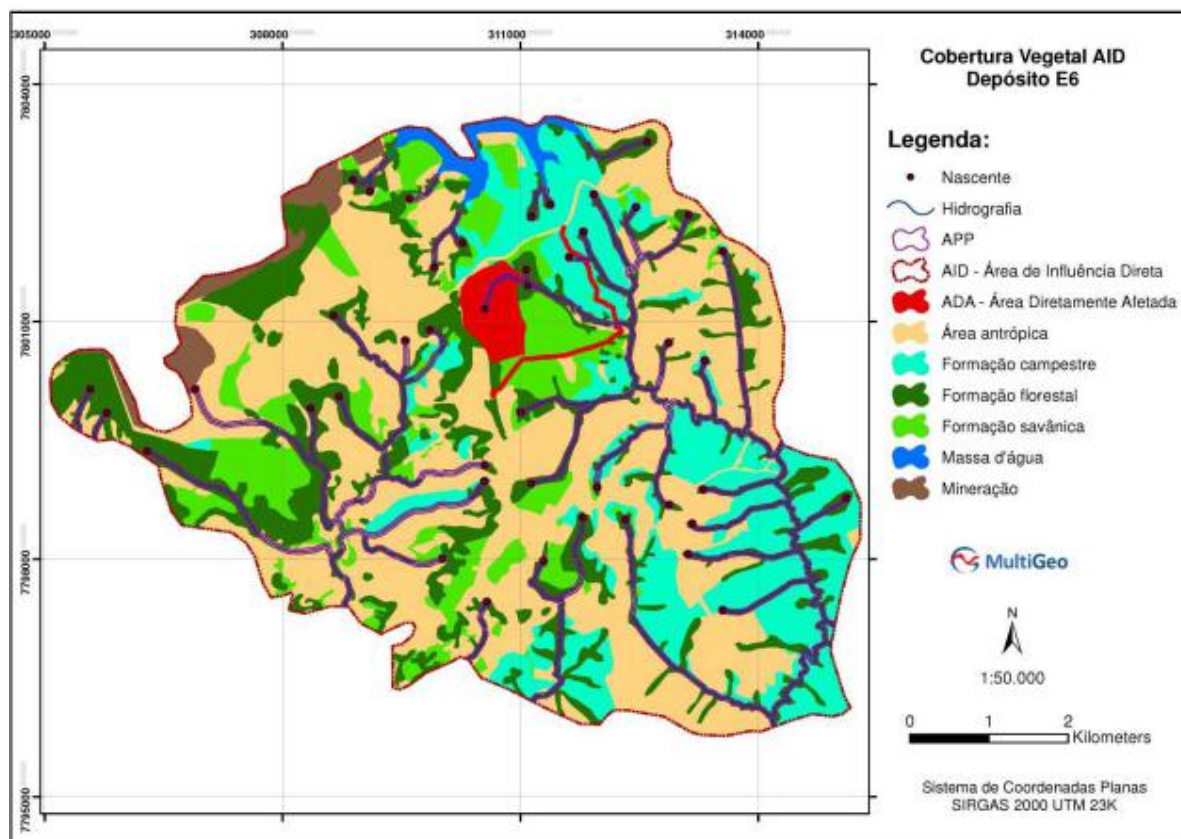 305000
308000
311000
314000
7804000
7801000
7798000
7795000
Cobertura Vegetal AID
Depósito E6
Legenda:
Nascente
Hidrografia
APP
AID - Área de Influência Direta
ADA - Área Diretamente Afetada
Área antrópica
Formação campestre
Formação florestal
Formação savânica
Massa d'água
Mineração
MultiGeo
N
1:50.000
0 1 2
Kilometers
Sistema de Coordenadas Planas
SIRGAS 2000 UTM 23K